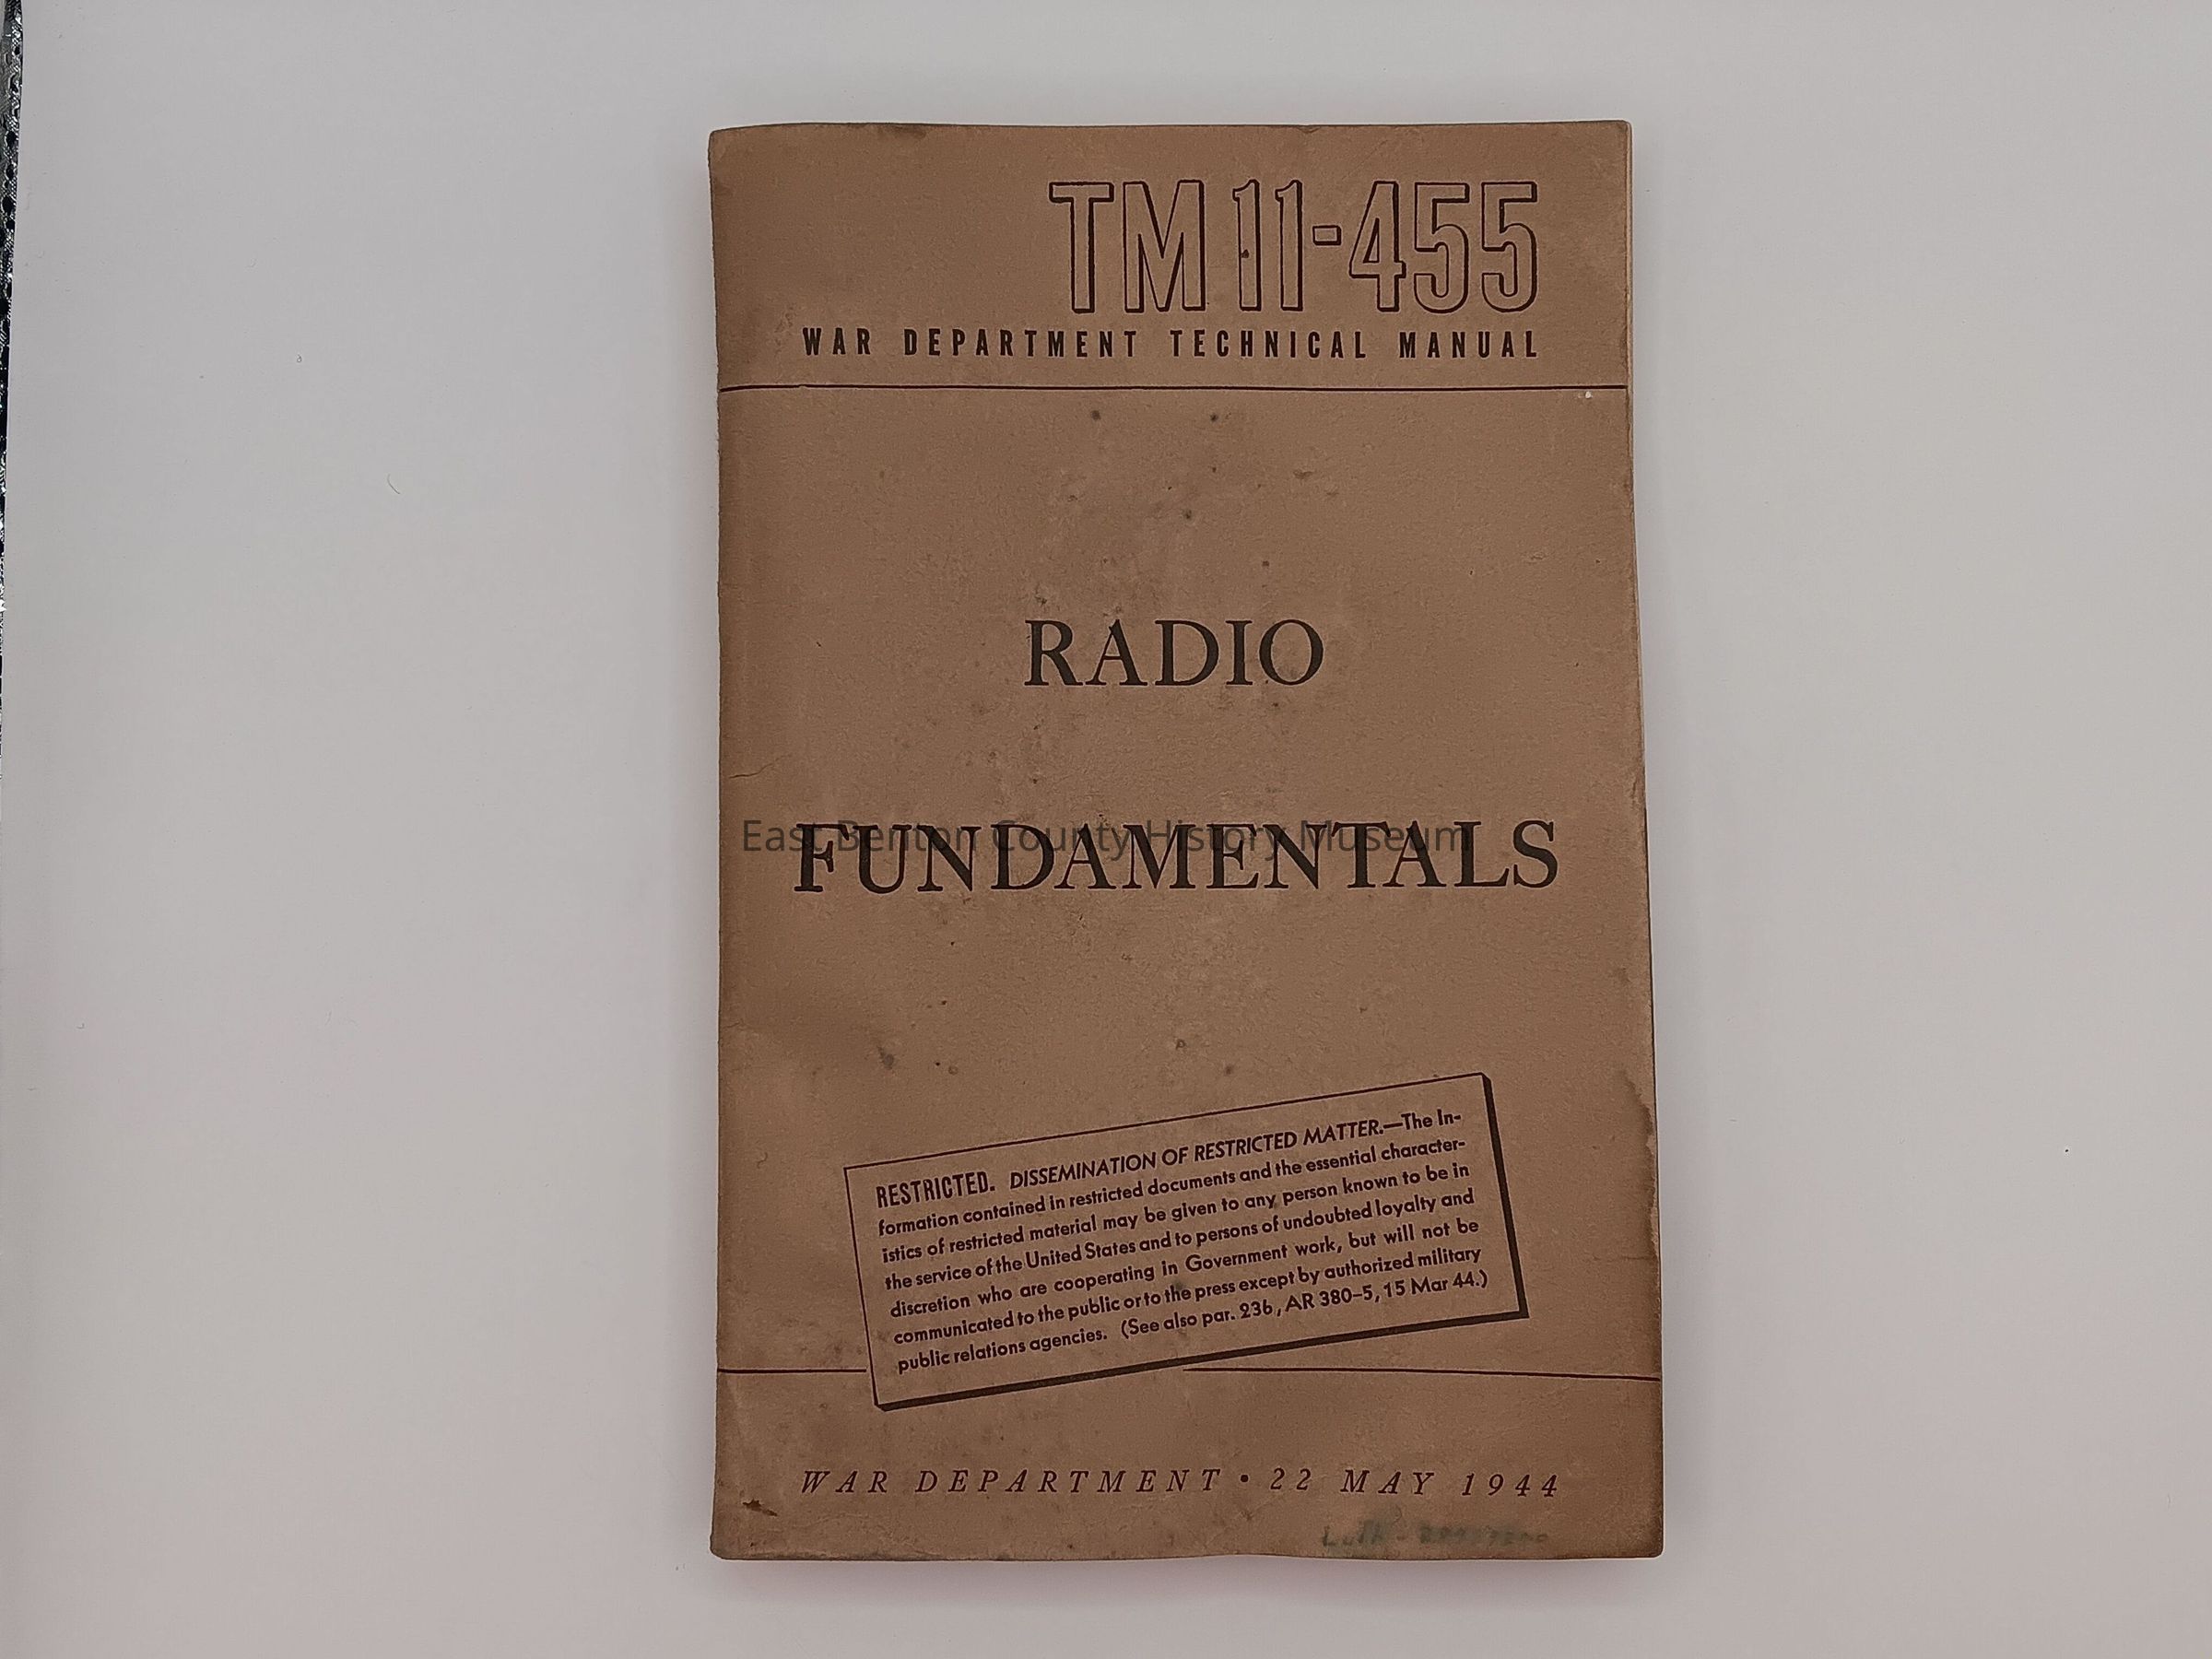 TM 11-455
WAR DEPARTMENT TECHNICAL MANUAL
RADIO
East Benton County History Museum
FUNDAMENTALS
RESTRICTED. DISSEMINATION OF RESTRICTED MATTER.—The In-
formation contained in restricted documents and the essential character-
istics of restricted material may be given to any person known to be in
the service of the United States and to persons of undoubted loyalty and
discretion who are cooperating in Government work, but will not be
communicated to the public or to the press except by authorized military
public relations agencies. (See also par. 23b, AR 380-5, 15 Mar 44.)
WAR DEPARTMENT • 22 MAY 1944